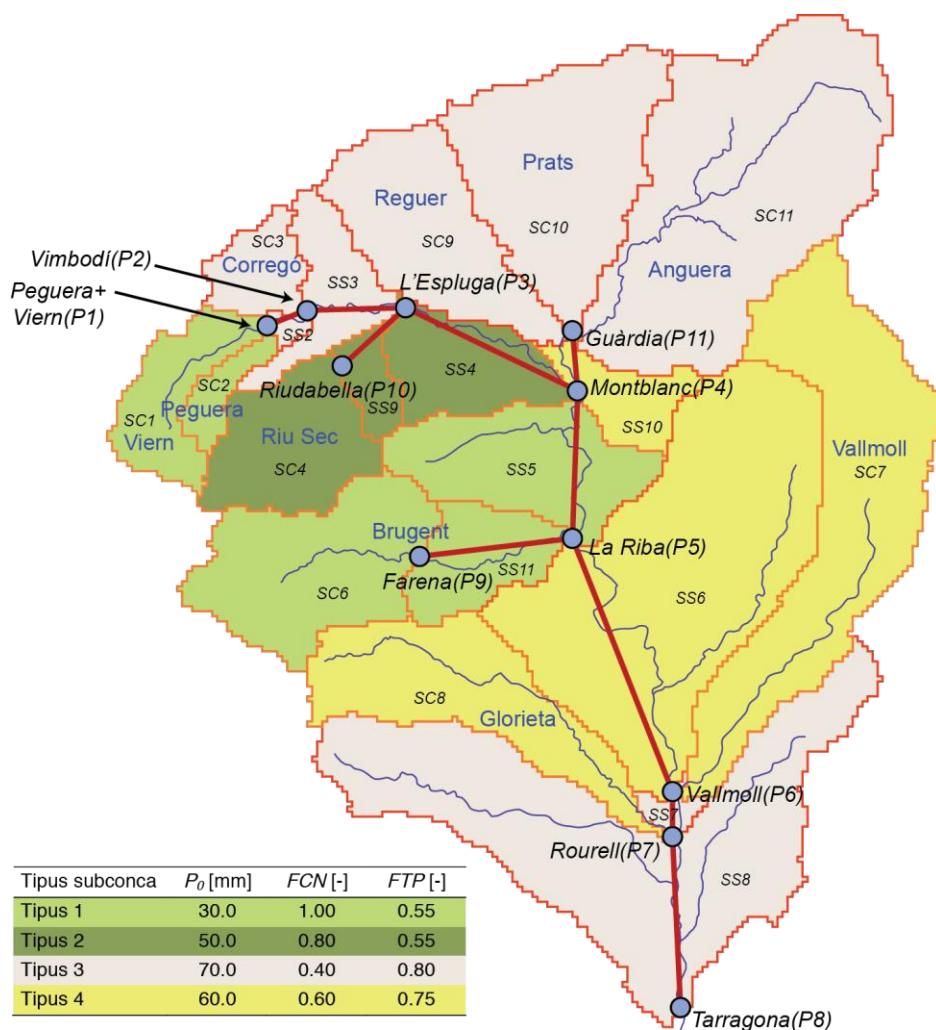 Prats
Reguer
SC3
SC9
SC10
SC11
Corregó
Vimbodí(P2)
SS3
Anguera
L'Espluga(P3)
Peguera+
Viern(P1)
SS2
Guàrdia(P11)
SC2
Riudabella(P10)
SS4
Montblanc(P4)
Peguera
SS9
SC1
Viern
Riu Sec
SS10
Vallmoll
SC4
SS5
SC7
Brugent
La Riba(P5)
Farena(P9)
SS11
SC6
SS6
SC8
Glorieta
Vallmoll(P6)
SS7
Rourell(P7)
SS8
Tipus subconca P0 [mm] FCN [-] FTP [-]
Tipus 1 30.0 1.00 0.55
Tipus 2 50.0 0.80 0.55
Tipus 3 70.0 0.40 0.80
Tipus 4 60.0 0.60 0.75
Tarragona(P8)